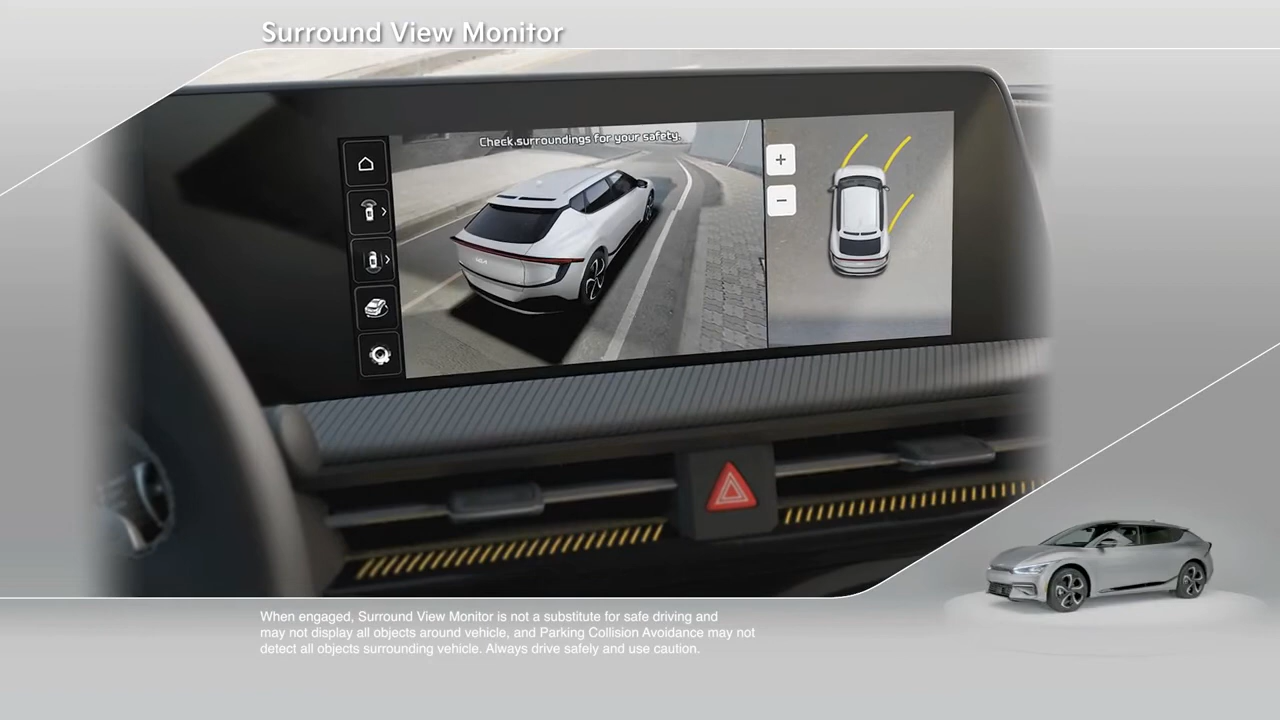 Surround View Monitor
Check surroundings for your safety.
+
−
KIA
When engaged, Surround View Monitor is not a substitute for safe driving and
may not display all objects around vehicle, and Parking Collision Avoidance may not
detect all objects surrounding vehicle. Always drive safely and use caution.